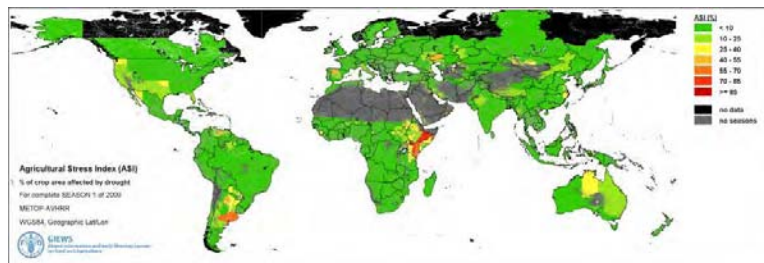 ASI (%)
< 10
10 - 25
25 - 40
40 - 55
55 - 70
70 - 85
>= 85
no data
no seasons
Agricultural Stress Index (ASI)
% of crop area affected by drought
For complete SEASON 1 of 2009
METOP-AVHRR
WGS84, Geographic Lat/Lon
GIEWS